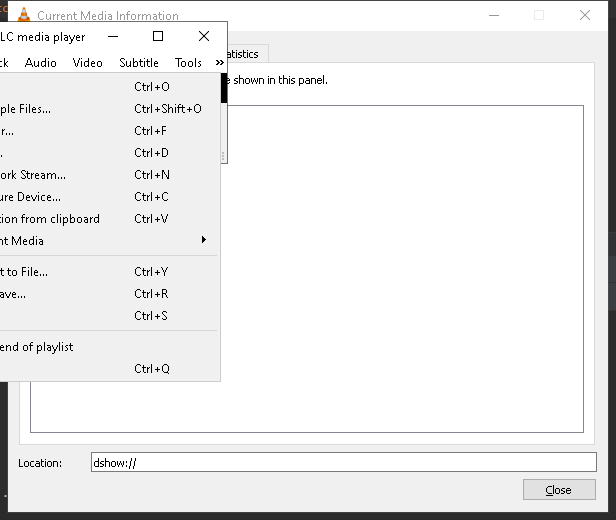 Current Media Information
LC media player
ck Audio Video Subtitle Tools »
atistics
e shown in this panel.
Ctrl+O
ple Files... Ctrl+Shift+O
r... Ctrl+F
. Ctrl+D
ork Stream... Ctrl+N
ure Device... Ctrl+C
tion from clipboard Ctrl+V
nt Media
t to File... Ctrl+Y
ave... Ctrl+R
Ctrl+S
end of playlist
Ctrl+Q
Location: dshow://
Close